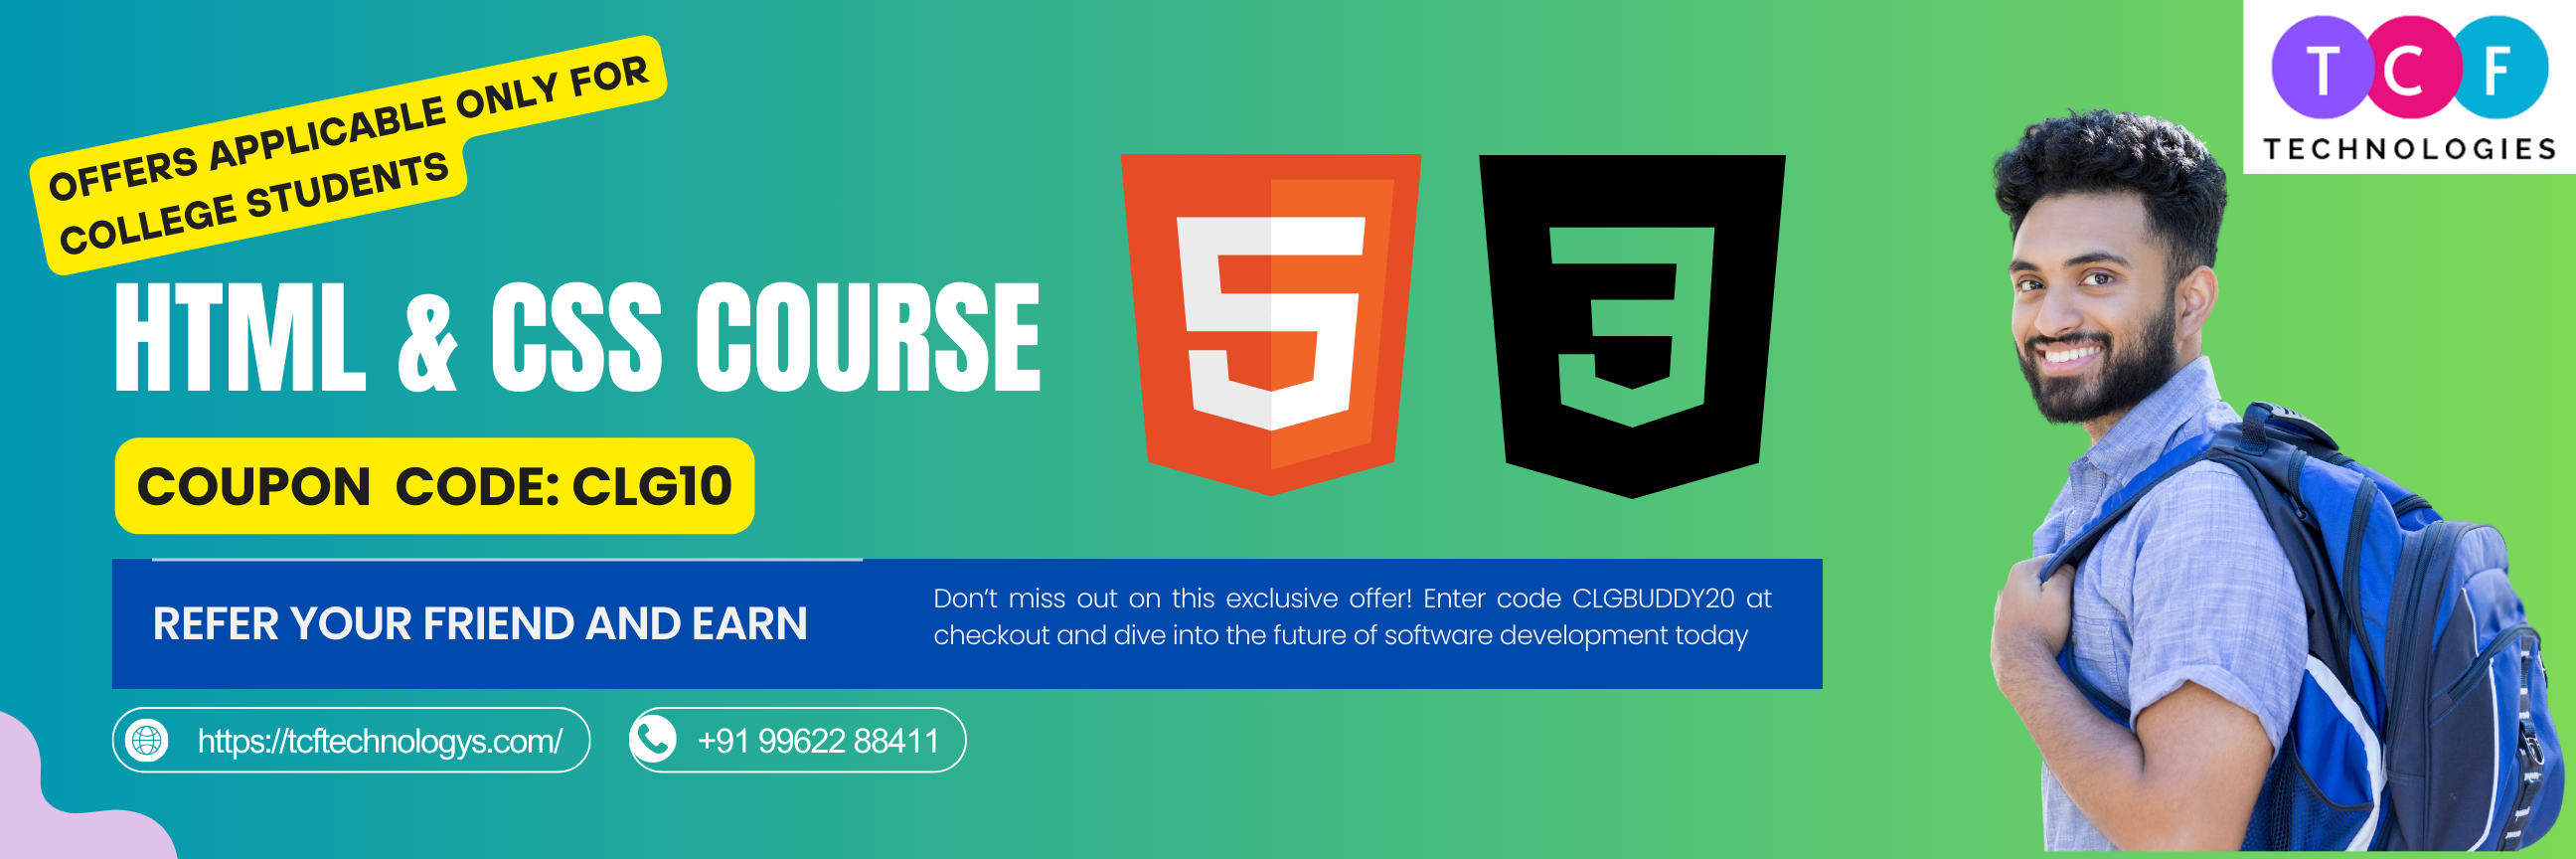 OFFERS APPLICABLE ONLY FOR
COLLEGE STUDENTS
TCF
TECHNOLOGIES
HTML & CSS COURSE
COUPON CODE: CLG10
REFER YOUR FRIEND AND EARN
Don't miss out on this exclusive offer! Enter code CLGBUDDY20 at
checkout and dive into the future of software development today
https://tcftechnologys.com/
+91 99622 88411